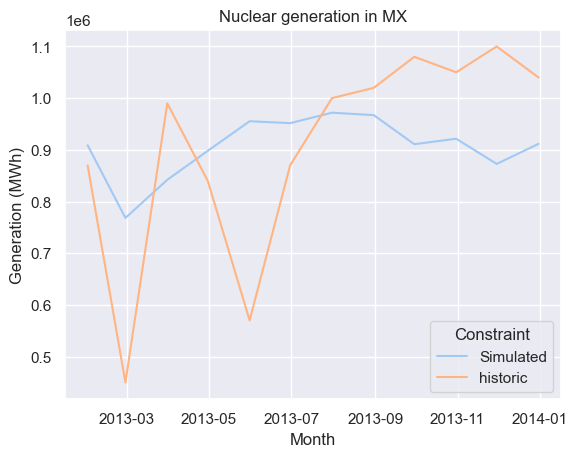 Nuclear generation in MX
1e6
1.1
1.0
0.9
0.8
0.7
0.6
0.5
Generation (MWh)
Constraint
Simulated
historic
2013-03 2013-05 2013-07 2013-09 2013-11 2014-01
Month